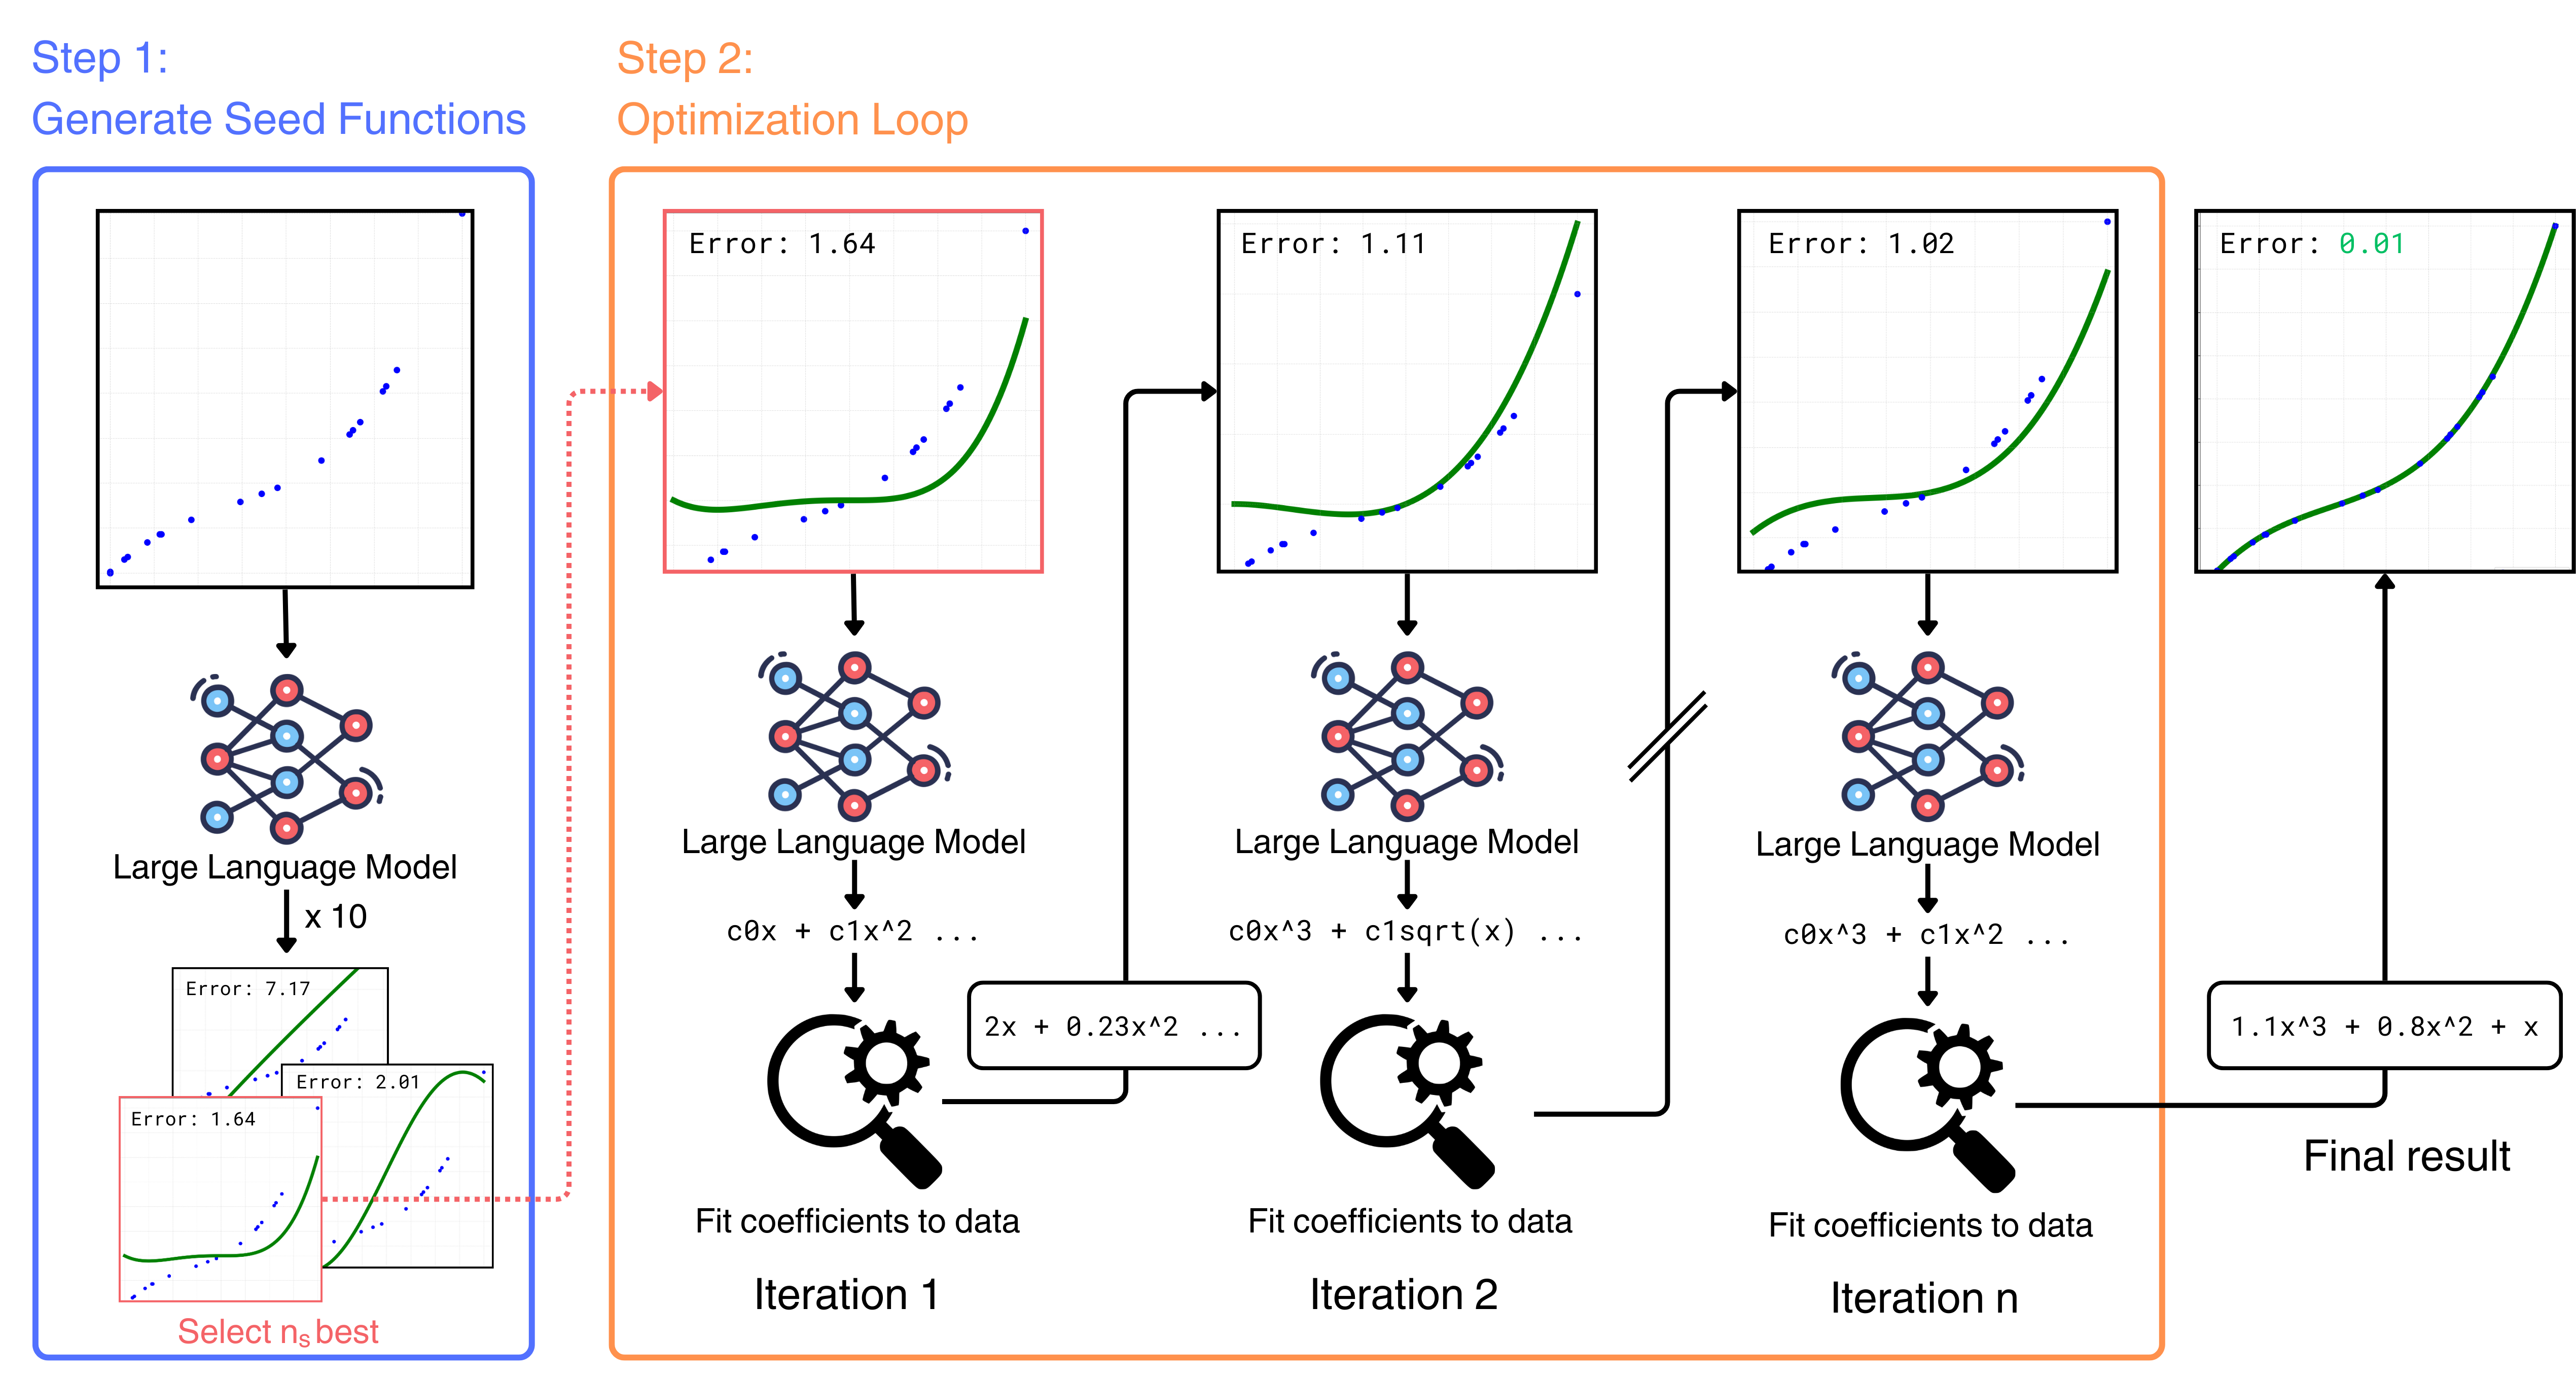 Step 1:
Generate Seed Functions
Large Language Model
x 10
Error: 7.17
Error: 2.01
Error: 1.64
Select ns best
Step 2:
Optimization Loop
Error: 1.64
Large Language Model
c0x + c1x^2 ...
Fit coefficients to data
Iteration 1
2x + 0.23x^2 ...
Error: 1.11
Large Language Model
c0x^3 + c1sqrt(x) ...
Fit coefficients to data
Iteration 2
Error: 1.02
Large Language Model
c0x^3 + c1x^2 ...
Fit coefficients to data
Iteration n
Error: 0.01
1.1x^3 + 0.8x^2 + x
Final result